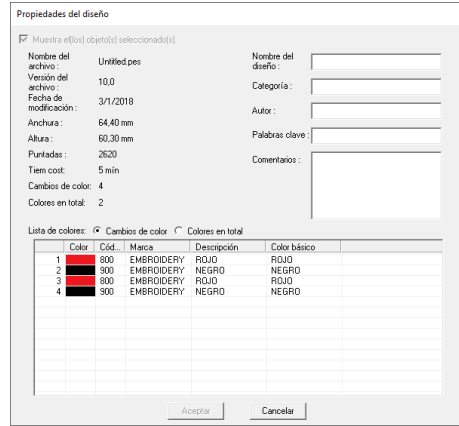 Propiedades del diseño
Muestra el(los) objeto(s) seleccionado(s).
Nombre del archivo : Untitled.pes
Versión del archivo : 10,0
Fecha de modificación : 3/1/2018
Anchura : 64,40 mm
Altura : 60,30 mm
Puntadas : 2620
Tiem cost: 5 min
Cambios de color: 4
Colores en total: 2
Nombre del diseño :
Categoría :
Autor :
Palabras clave :
Comentarios :
Lista de colores: Cambios de color Colores en total
Color Cód... Marca Descripción Color básico
1 800 EMBROIDERY ROJO ROJO
2 900 EMBROIDERY NEGRO NEGRO
3 800 EMBROIDERY ROJO ROJO
4 900 EMBROIDERY NEGRO NEGRO
Aceptar Cancelar